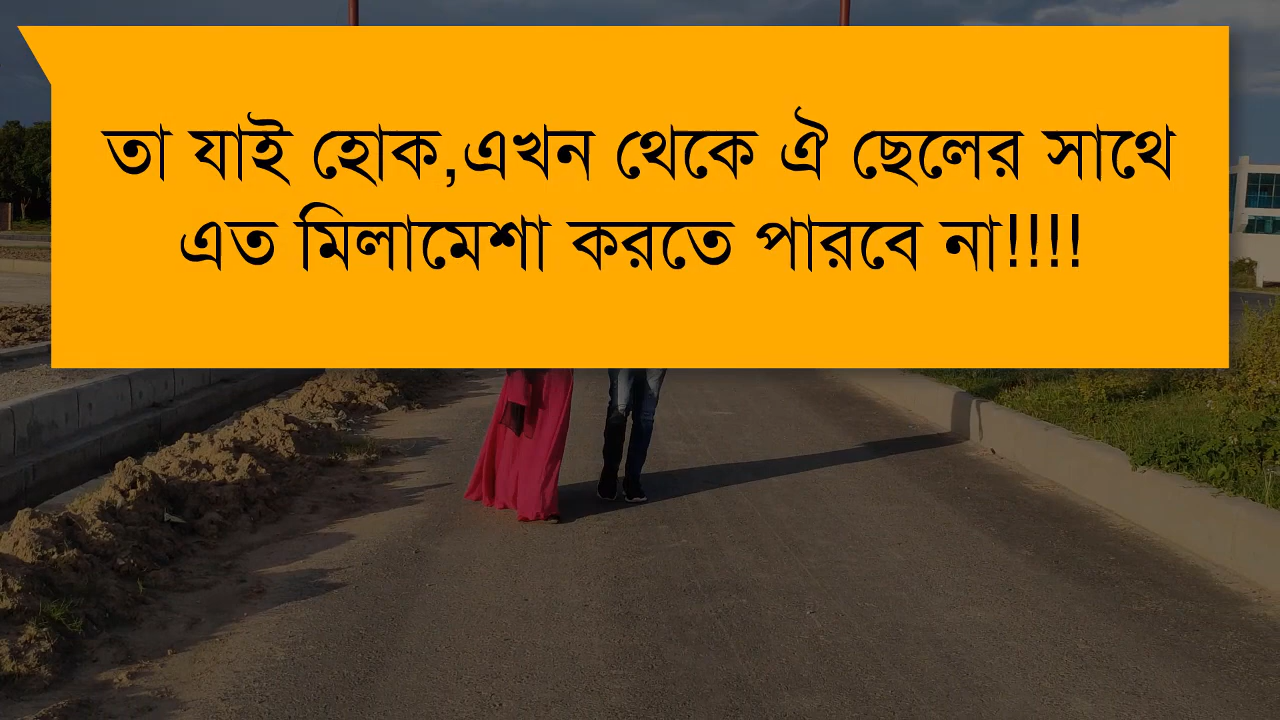 তা যাই হোক,এখন থেকে ঐ ছেলের সাথে
এত মিলামেশা করতে পারবে না!!!!